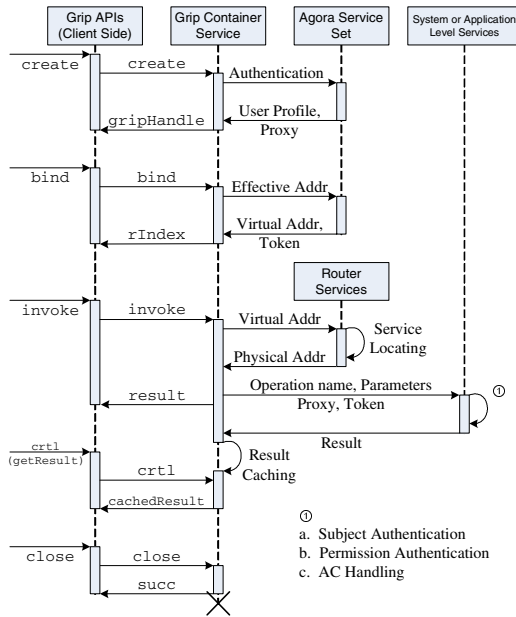 Grip APIs
(Client Side)
Grip Container
Service
Agora Service
Set
System or Application
Level Services
create
create
Authentication
User Profile,
Proxy
gripHandle
bind
bind
Effective Addr
Virtual Addr,
Token
rIndex
Router
Services
invoke
invoke
Virtual Addr
Service
Locating
Physical Addr
Operation name, Parameters
Proxy, Token
①
result
Result
crtl
(getResult)
Result
Caching
crtl
cachedResult
①
a. Subject Authentication
b. Permission Authentication
c. AC Handling
close
close
succ